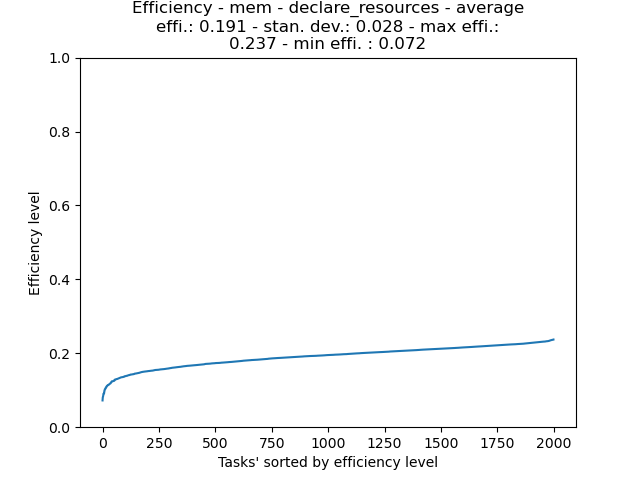 Efficiency - mem - declare_resources - average
effi.: 0.191 - stan. dev.: 0.028 - max effi.:
0.237 - min effi. : 0.072
1.0
0.8
0.6
0.4
0.2
0.0
Efficiency level
0 250 500 750 1000 1250 1500 1750 2000
Tasks' sorted by efficiency level